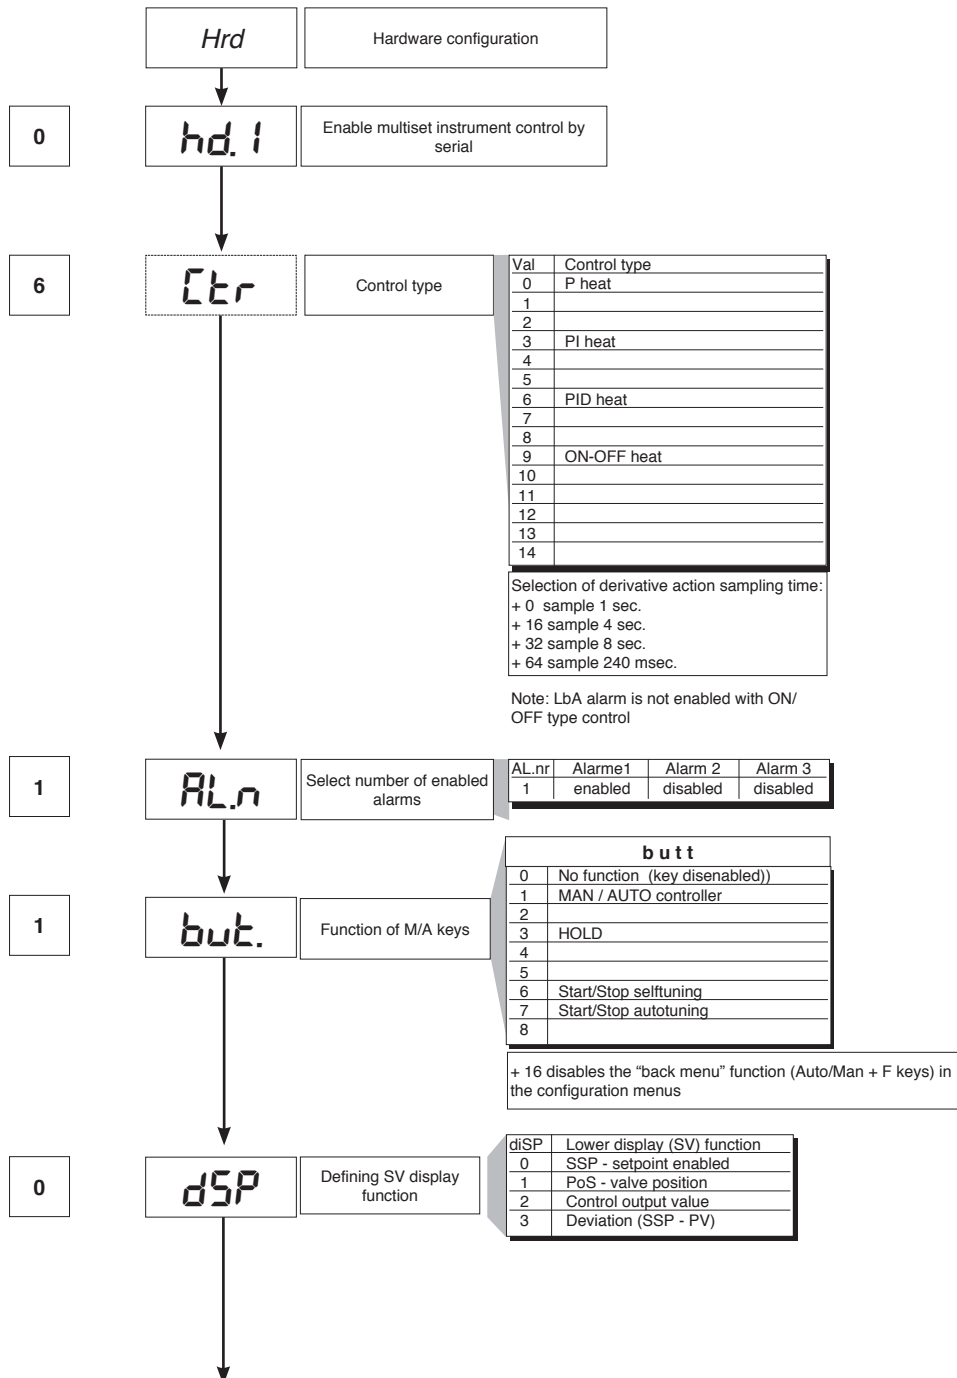 Hrd
Hardware configuration
0
hd. 1
Enable multiset instrument control by
serial
6
Ctr
Control type
Val Control type
0 P heat
1
2
3 PI heat
4
5
6 PID heat
7
8
9 ON-OFF heat
10
11
12
13
14
Selection of derivative action sampling time:
+ 0 sample 1 sec.
+ 16 sample 4 sec.
+ 32 sample 8 sec.
+ 64 sample 240 msec.
Note: LbA alarm is not enabled with ON/
OFF type control
1
AL.n
Select number of enabled
alarms
AL.nr Alarme1 Alarm 2 Alarm 3
1 enabled disabled disabled
1
but.
Function of M/A keys
b u t t
0 No function (key disenabled))
1 MAN / AUTO controller
2
3 HOLD
4
5
6 Start/Stop selftuning
7 Start/Stop autotuning
8
+ 16 disables the “back menu” function (Auto/Man + F keys) in
the configuration menus
0
dSP
Defining SV display
function
diSP Lower display (SV) function
0 SSP - setpoint enabled
1 PoS - valve position
2 Control output value
3 Deviation (SSP - PV)